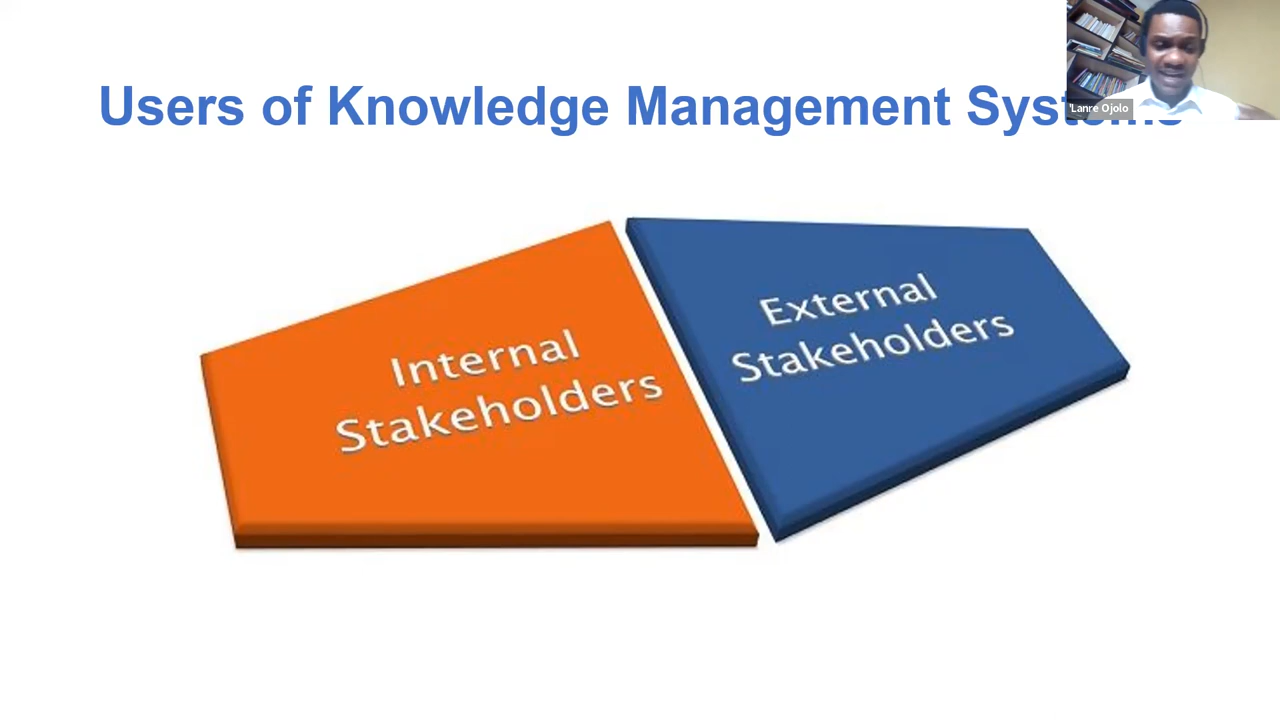 Users of Knowledge Management Systems
'Lanre Ojolo
Internal
Stakeholders
External
Stakeholders